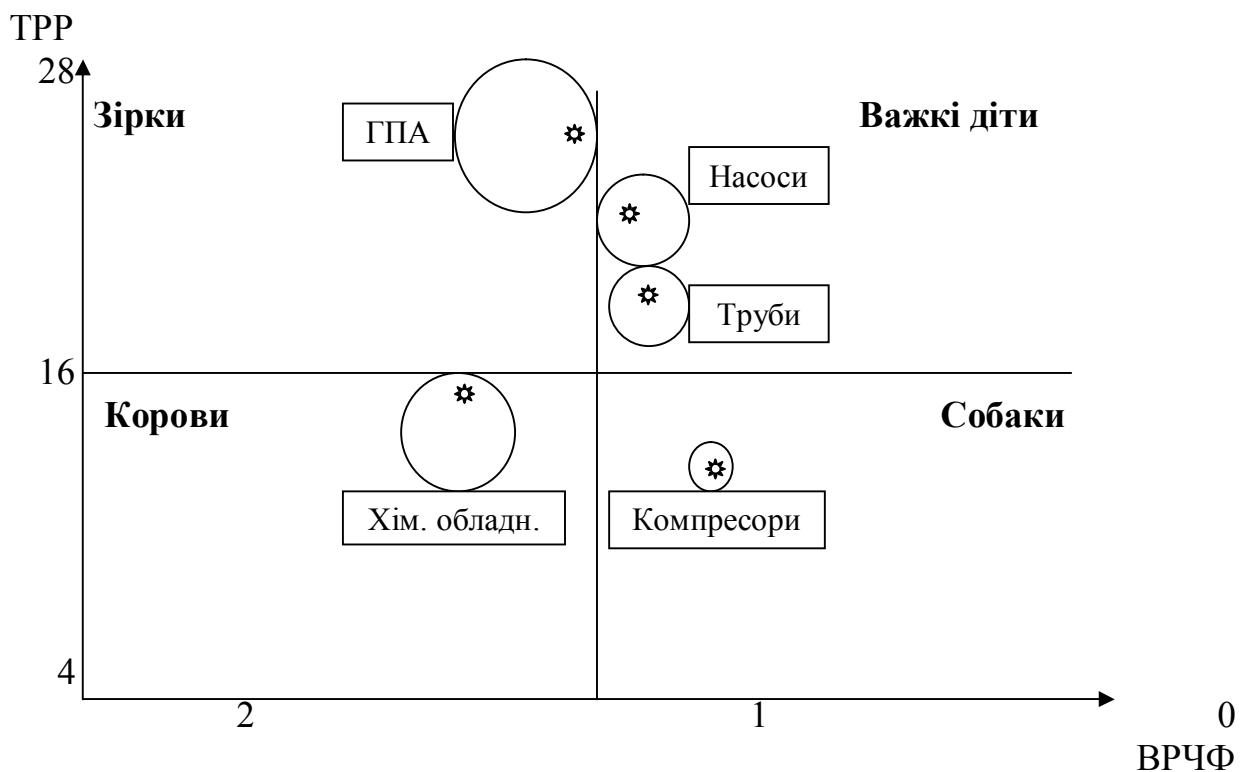 ТРР
28
Зірки
ГПА
Важкі діти
Насоси
Труби
16
Корови
Собаки
Хім. обладн.
Компресори
4
2
1
0
ВРЧФ